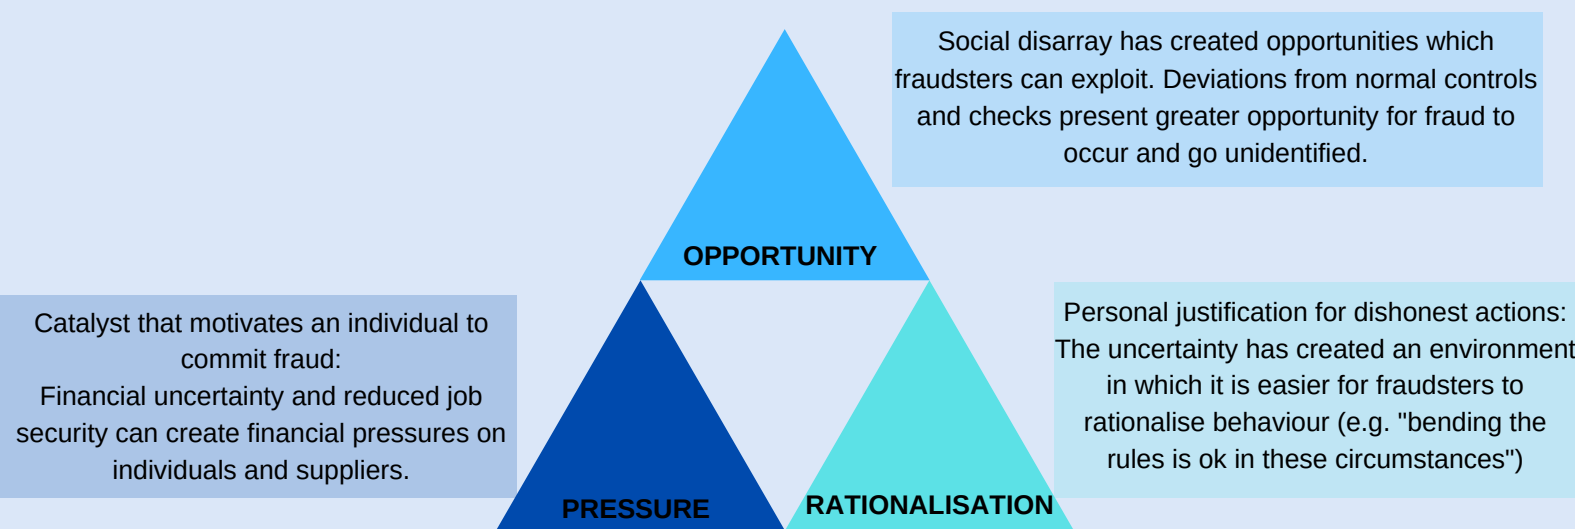 Social disarray has created opportunities which
fraudsters can exploit. Deviations from normal controls
and checks present greater opportunity for fraud to
occur and go unidentified.
OPPORTUNITY
Catalyst that motivates an individual to
commit fraud:
Financial uncertainty and reduced job
security can create financial pressures on
individuals and suppliers.
PRESSURE
Personal justification for dishonest actions:
The uncertainty has created an environment
in which it is easier for fraudsters to
rationalise behaviour (e.g. "bending the
rules is ok in these circumstances")
RATIONALISATION